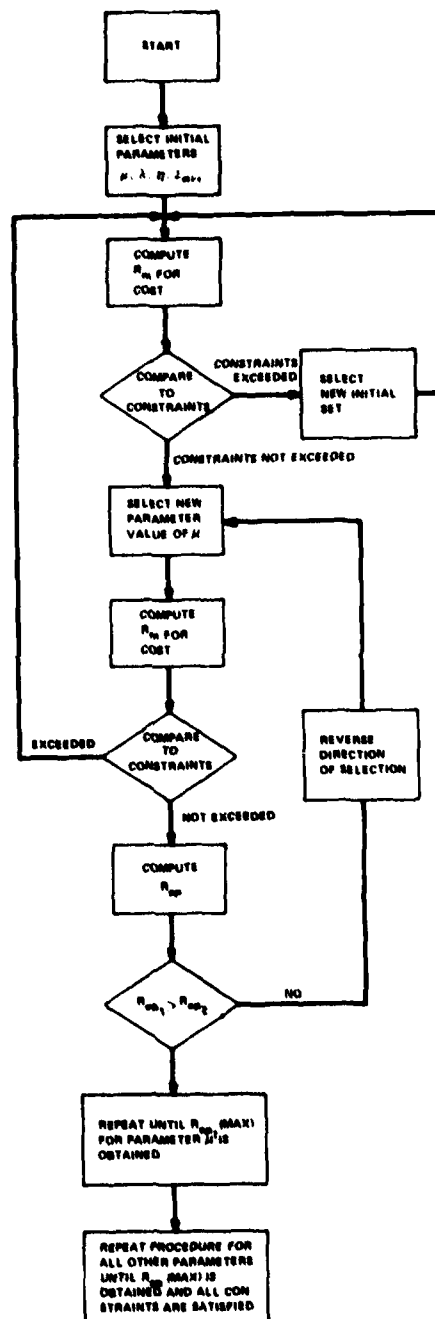 START
SELECT INITIAL
PARAMETERS
μ, λ, η,
COMPUTE
R_m FOR
COST
COMPARE
TO
CONSTRAINTS
CONSTRAINTS
EXCEEDED
SELECT
NEW INITIAL
SET
CONSTRAINTS NOT EXCEEDED
SELECT NEW
PARAMETER
VALUE OF μ
COMPUTE
R_m FOR
COST
COMPARE
TO
CONSTRAINTS
EXCEEDED
REVERSE
DIRECTION
OF SELECTION
NOT EXCEEDED
COMPUTE
R_op
R_op1 > R_op2
NO
REPEAT UNTIL R_op1 (MAX)
FOR PARAMETER μ IS
OBTAINED
REPEAT PROCEDURE FOR
ALL OTHER PARAMETERS
UNTIL R_op (MAX) IS
OBTAINED AND ALL CON
STRAINTS ARE SATISFIED